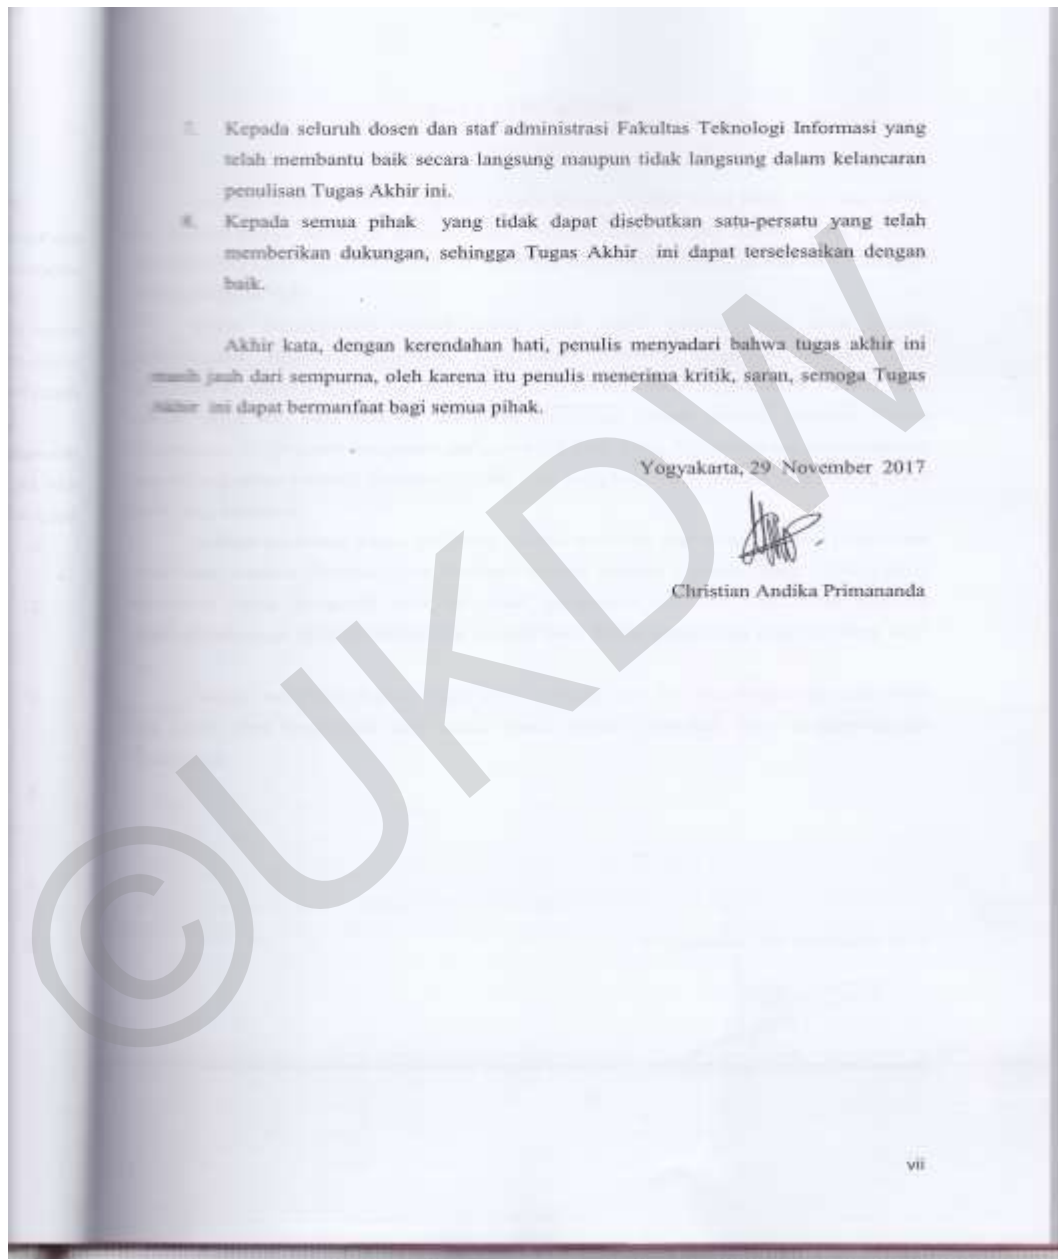 7. Kepada seluruh dosen dan staf administrasi Fakultas Teknologi Informasi yang
telah membantu baik secara langsung maupun tidak langsung dalam kelancaran
penulisan Tugas Akhir ini.
8. Kepada semua pihak yang tidak dapat disebutkan satu-persatu yang telah
memberikan dukungan, sehingga Tugas Akhir ini dapat terselesaikan dengan
baik.
Akhir kata, dengan kerendahan hati, penulis menyadari bahwa tugas akhir ini
masih jauh dari sempurna, oleh karena itu penulis menerima kritik, saran, semoga Tugas
Akhir ini dapat bermanfaat bagi semua pihak.
Yogyakarta, 29 November 2017
Christian Andika Primananda
©UKDW
vii